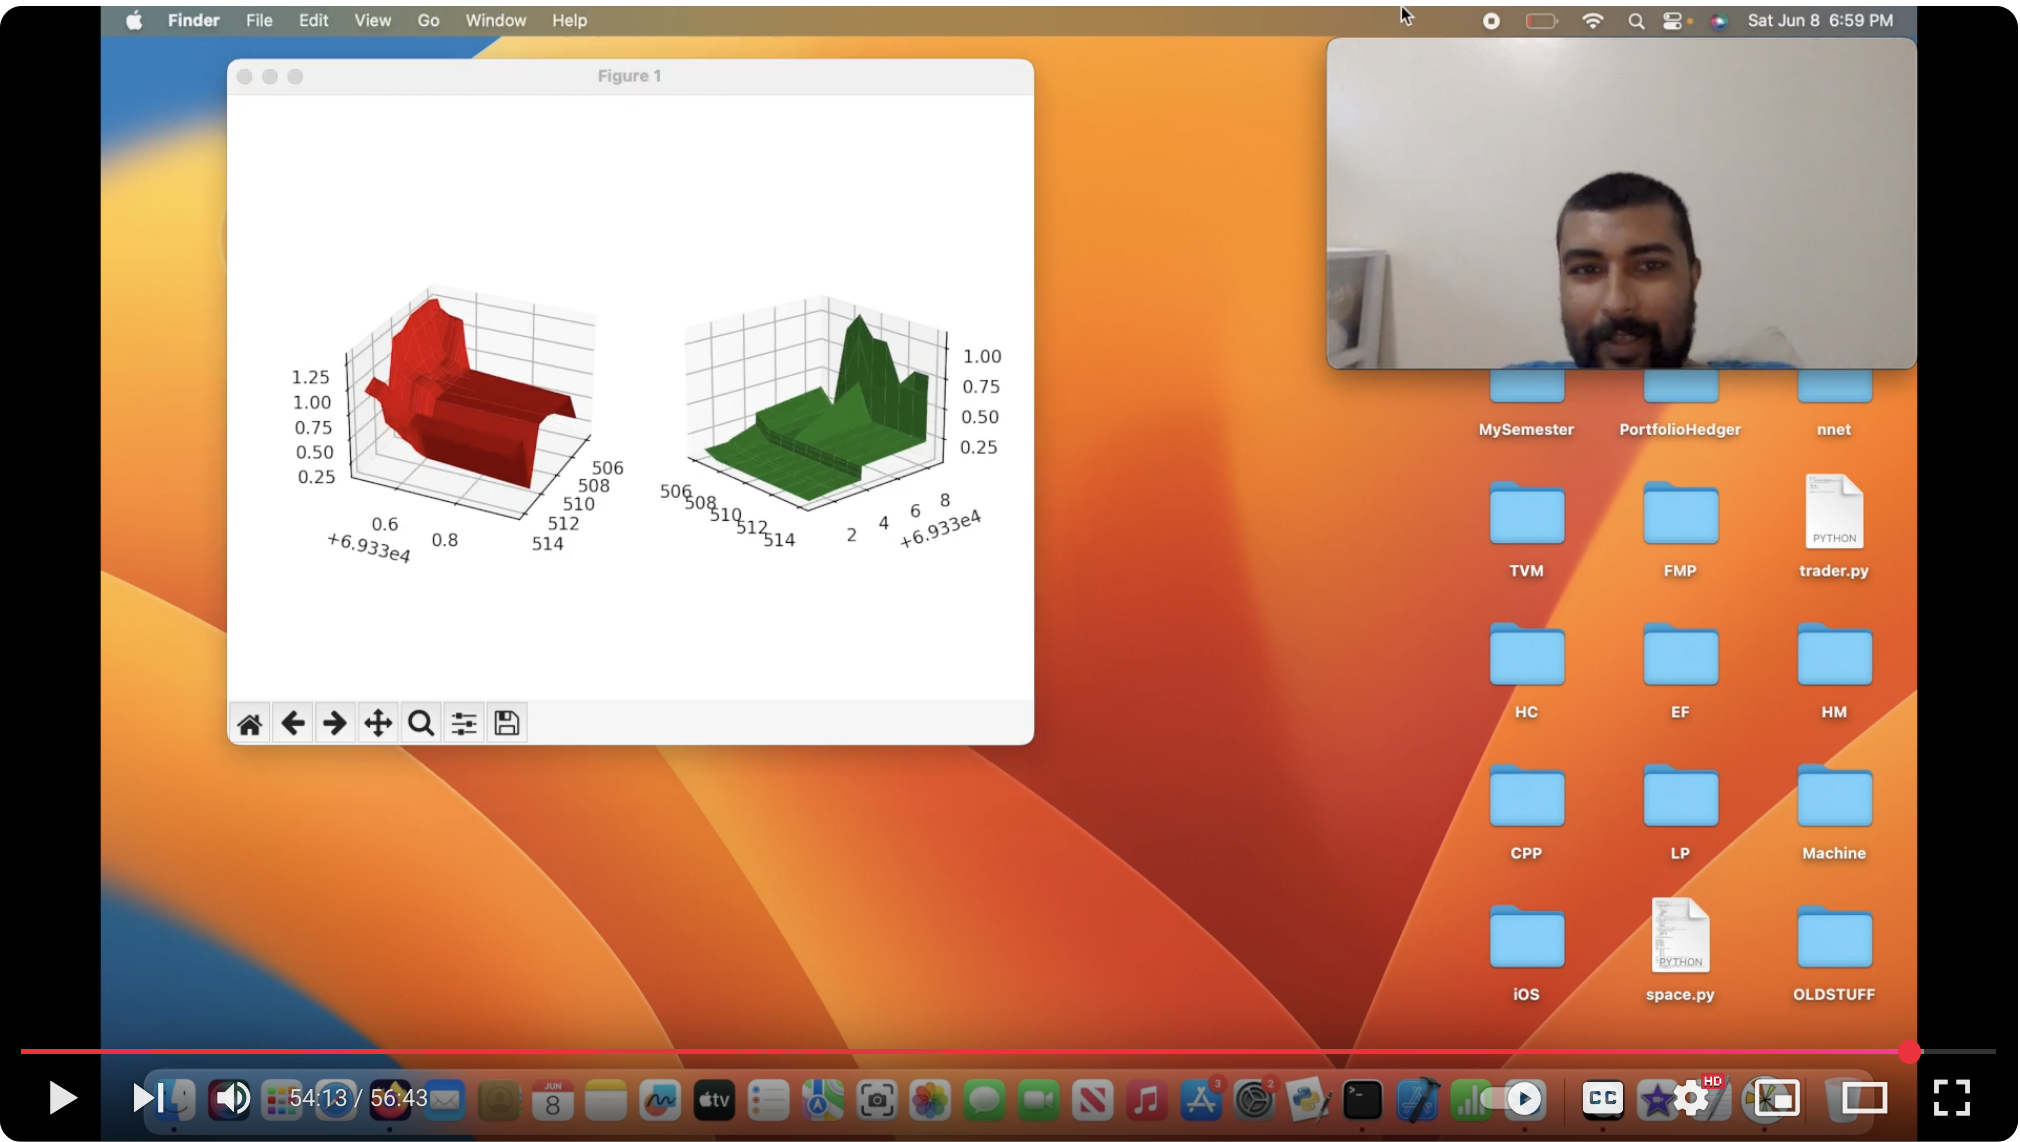 Finder File Edit View Go Window Help Sat Jun 8 6:59 PM
Figure 1
1.25
1.00
0.75
0.50
0.25
0.6
0.8
+6.933e4
506
508
510
512
514
1.00
0.75
0.50
0.25
506
508
510
512
514
2
4
6
8
+6.933e4
MySemester PortfolioHedger nnet
PYTHON
TVM FMP trader.py
HC EF HM
CPP LP Machine
PYTHON
iOS space.py OLDSTUFF
54:13 / 56:43
JUN
8
tv
3
2
>_
CC
HD